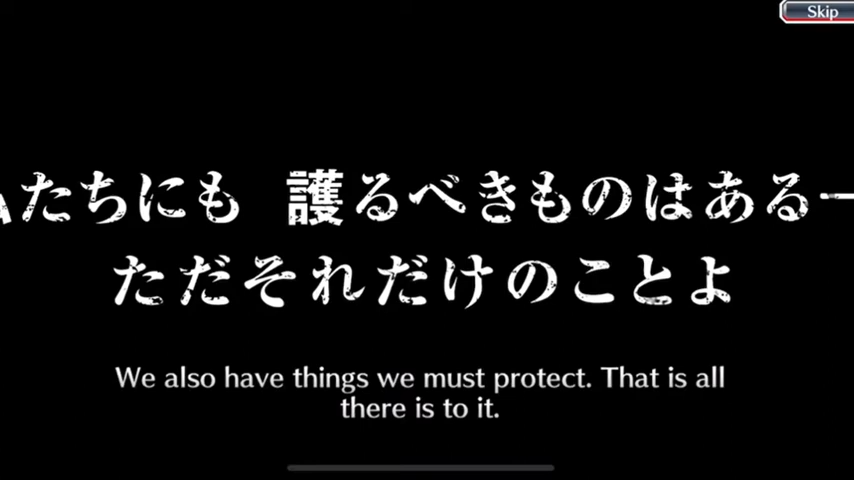 Skip
たちにも 護るべきものはある
ただそれだけのことよ
We also have things we must protect. That is all
there is to it.